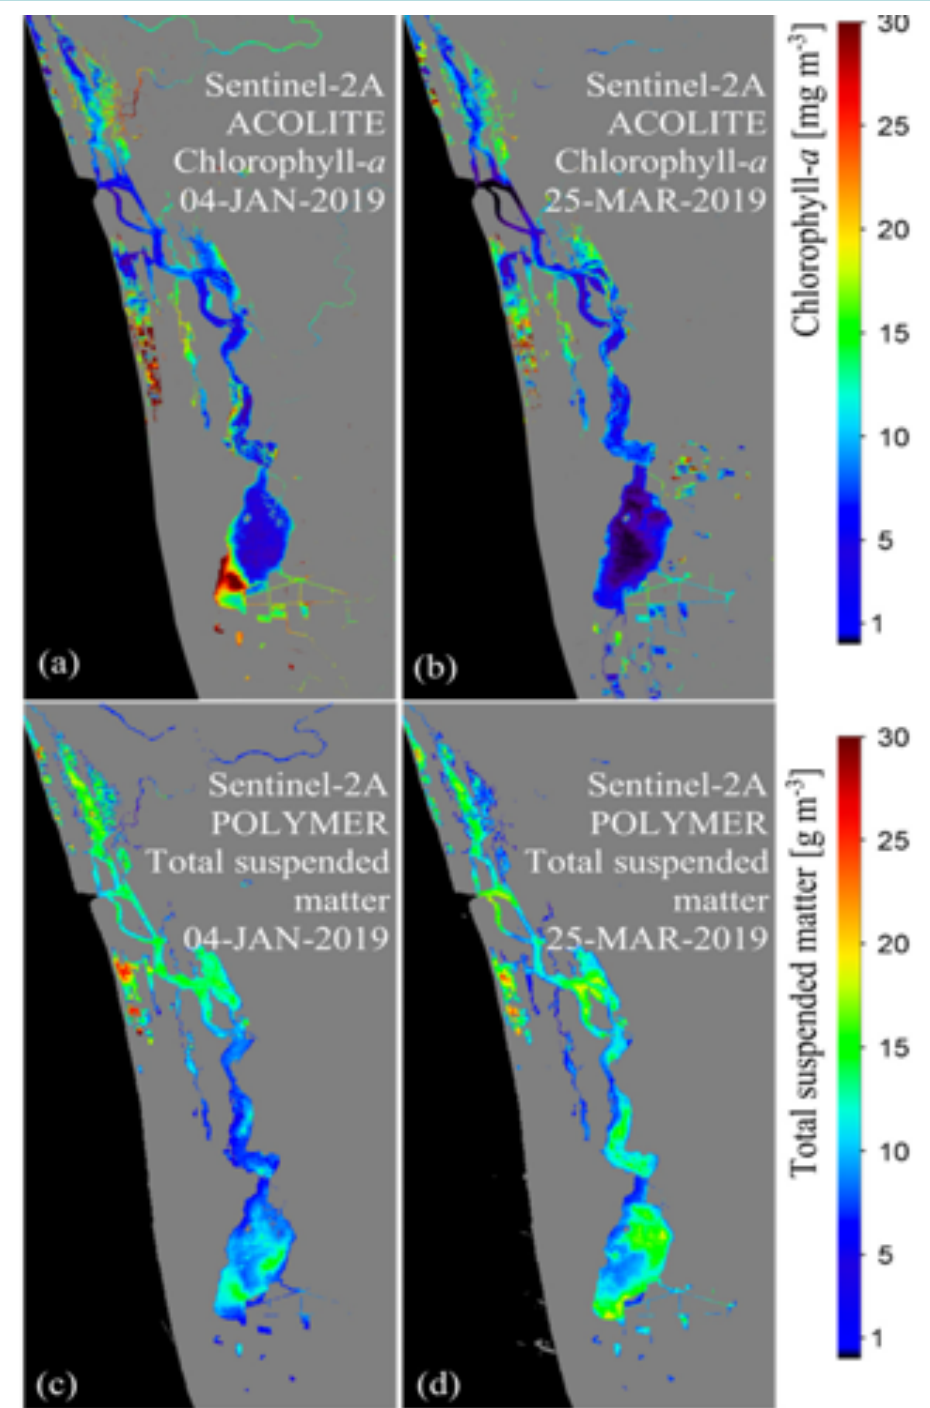 Sentinel-2A
ACOLITE
Chlorophyll-a
04-JAN-2019
(a)
Sentinel-2A
ACOLITE
Chlorophyll-a
25-MAR-2019
(b)
Chlorophyll-a [mg m-3]
30
25
20
15
10
5
1
Sentinel-2A
POLYMER
Total suspended
matter
04-JAN-2019
(c)
Sentinel-2A
POLYMER
Total suspended
matter
25-MAR-2019
(d)
Total suspended matter [g m-3]
30
25
20
15
10
5
1